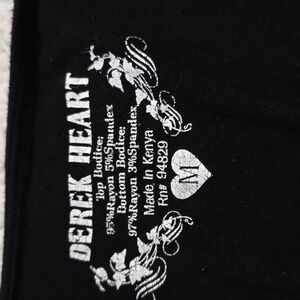 DEREK HEART
Top Bodice:
95%Rayon 5%Spandex
Bottom Bodice:
97%Rayon 3%Spandex
Made In Kenya
Rn# 94829
M